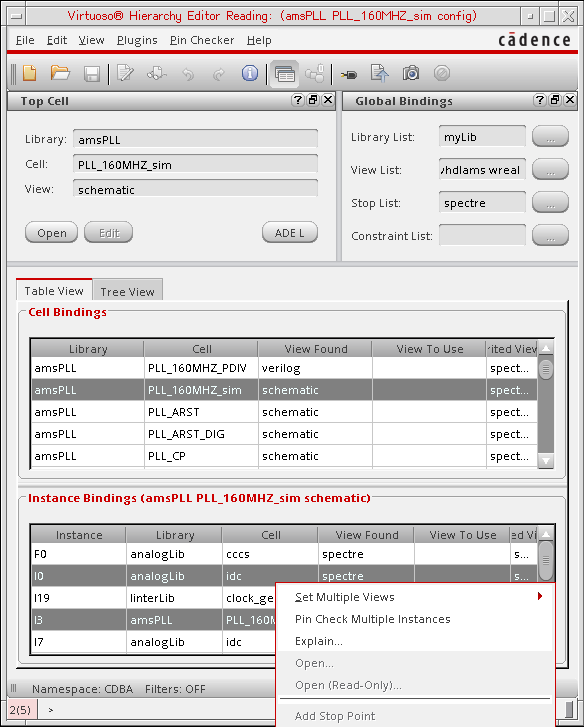 Virtuoso® Hierarchy Editor Reading: (amsPLL PLL_160MHZ_sim config)
File Edit View Plugins Pin Checker Help
cādence
Top Cell
Library: amsPLL
Cell: PLL_160MHZ_sim
View: schematic
Open Edit ADE L
Global Bindings
Library List: myLib ...
View List: vhdlams wreal ...
Stop List: spectre ...
Constraint List: ...
Table View Tree View
Cell Bindings
Library Cell View Found View To Use rited View
amsPLL PLL_160MHZ_PDIV verilog spect...
amsPLL PLL_160MHZ_sim schematic spect...
amsPLL PLL_ARST schematic spect...
amsPLL PLL_ARST_DIG schematic spect...
amsPLL PLL_CP schematic spect...
Instance Bindings (amsPLL PLL_160MHZ_sim schematic)
Instance Library Cell View Found View To Use ed Vie
F0 analogLib cccs spectre s...
I0 analogLib idc spectre s...
I19 linterLib clock_ge
I3 amsPLL PLL_160M
I7 analogLib idc
Set Multiple Views
Pin Check Multiple Instances
Explain...
Open...
Open (Read-Only)...
Add Stop Point
Namespace: CDBA Filters: OFF
2(5) >